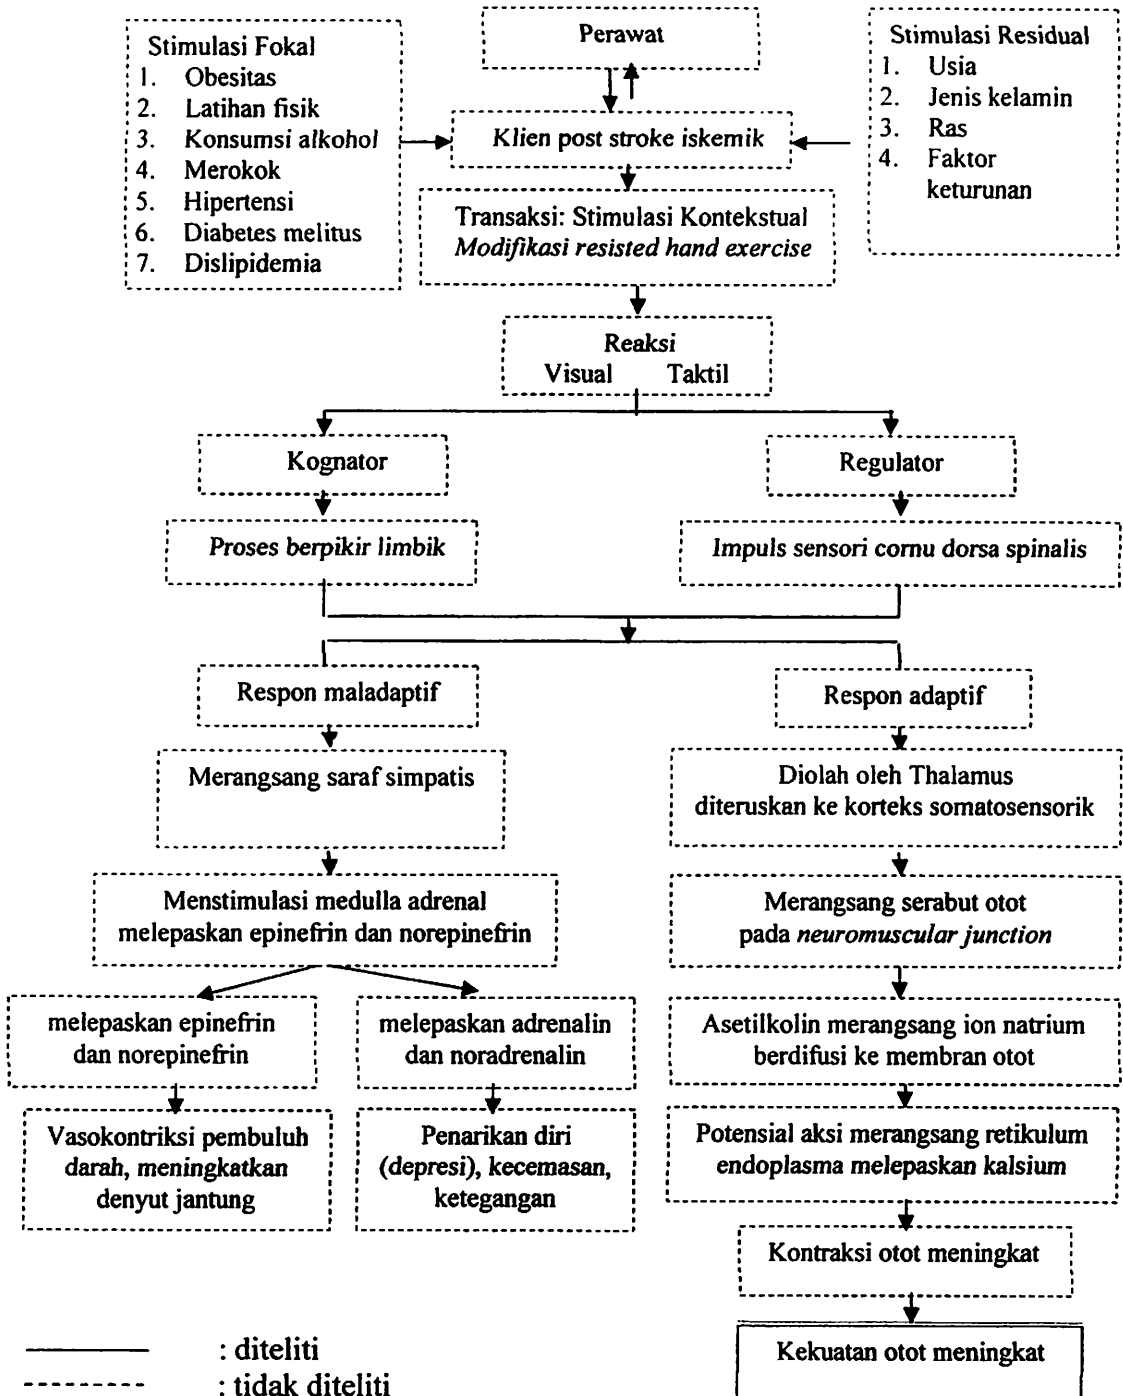 Stimulasi Fokal
1. Obesitas
2. Latihan fisik
3. Konsumsi alkohol
4. Merokok
5. Hipertensi
6. Diabetes melitus
7. Dislipidemia
Perawat
Stimulasi Residual
1. Usia
2. Jenis kelamin
3. Ras
4. Faktor
keturunan
Klien post stroke iskemik
Transaksi: Stimulasi Kontekstual
Modifikasi resisted hand exercise
Reaksi
Visual Taktil
Kognator
Regulator
Proses berpikir limbik
Impuls sensori cornu dorsa spinalis
Respon maladaptif
Respon adaptif
Merangsang saraf simpatis
Diolah oleh Thalamus
diteruskan ke korteks somatosensorik
Menstimulasi medulla adrenal
melepaskan epinefrin dan norepinefrin
Merangsang serabut otot
pada neuromuscular junction
melepaskan epinefrin
dan norepinefrin
melepaskan adrenalin
dan noradrenalin
Asetilkolin merangsang ion natrium
berdifusi ke membran otot
Vasokontriksi pembuluh
darah, meningkatkan
denyut jantung
Penarikan diri
(depresi), kecemasan,
ketegangan
Potensial aksi merangsang retikulum
endoplasma melepaskan kalsium
Kontraksi otot meningkat
Kekuatan otot meningkat
: diteliti
: tidak diteliti